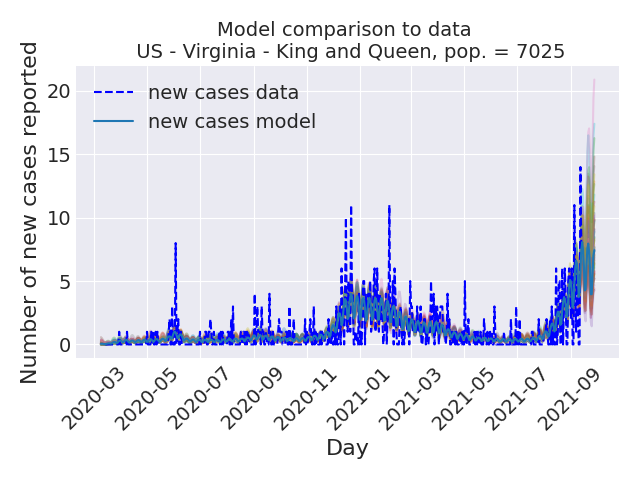 Model comparison to data
US - Virginia - King and Queen, pop. = 7025
Number of new cases reported
20
15
10
5
0
new cases data
new cases model
2020-03
2020-05
2020-07
2020-09
2020-11
2021-01
2021-03
2021-05
2021-07
2021-09
Day